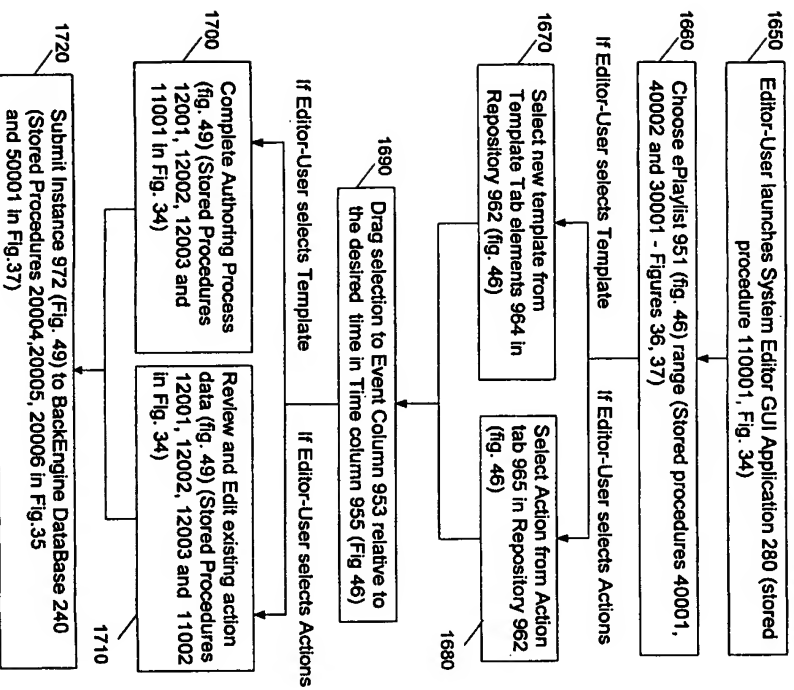 1650
Editor-User launches System Editor GUI Application 280 (stored
procedure 110001, Fig. 34)
1660
Choose ePlaylist 951 (fig. 46) range (Stored procedures 40001,
40002 and 30001 - Figures 36, 37)
If Editor-User selects Template
If Editor-User selects Actions
1670
Select new template from
Template Tab elements 964 in
Repository 962 (fig. 46)
Select Action from Action
tab 965 in Repository 962
(fig. 46)
1680
1690
Drag selection to Event Column 953 relative to
the desired time in Time column 955 (Fig 46)
If Editor-User selects Template
If Editor-User selects Actions
1700
Complete Authoring Process
(fig. 49) (Stored Procedures
12001, 12002, 12003 and
11001 in Fig. 34)
Review and Edit existing action
data (fig. 49) (Stored Procedures
12001, 12002, 12003 and 11002
in Fig. 34)
1710
1720
Submit Instance 972 (Fig. 49) to BackEngine DataBase 240
(Stored Procedures 20004,20005, 20006 in Fig.35
and 50001 in Fig.37)